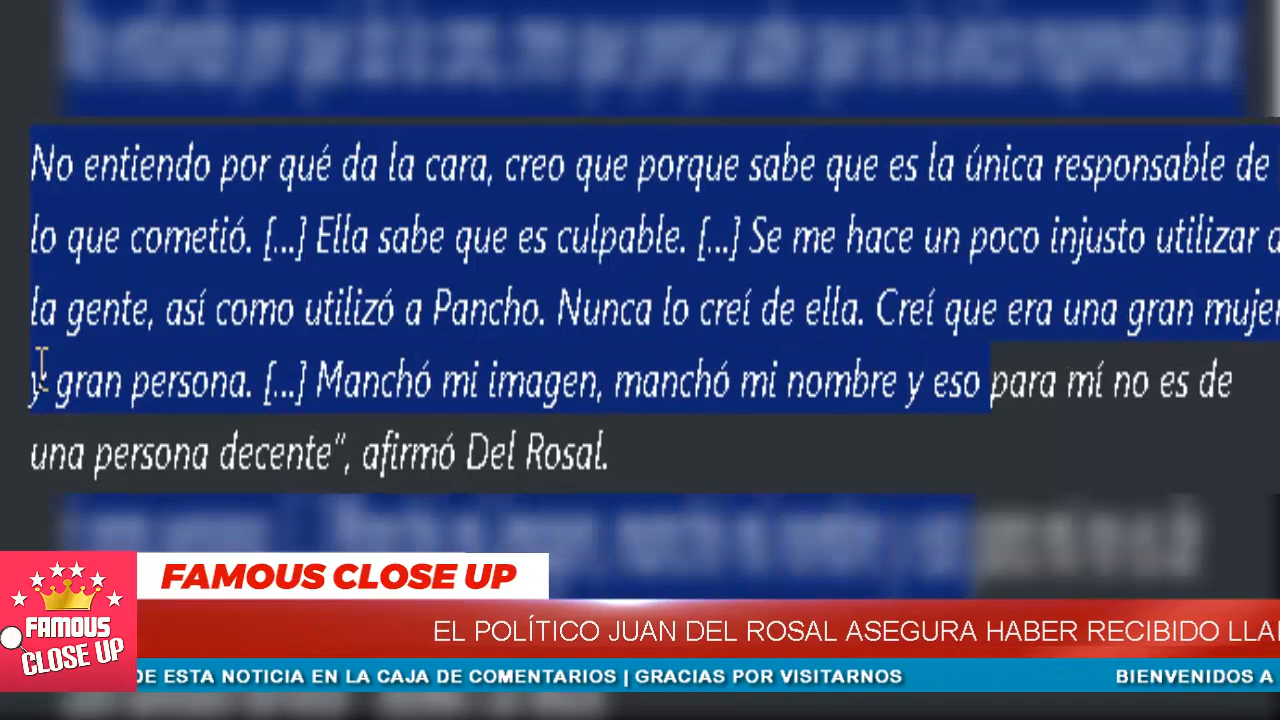 No entiendo por qué da la cara, creo que porque sabe que es la única responsable de
lo que cometió. [...] Ella sabe que es culpable. [...] Se me hace un poco injusto utilizar a
la gente, así como utilizó a Pancho. Nunca lo creí de ella. Creí que era una gran mujer
y gran persona. [...] Manchó mi imagen, manchó mi nombre y eso para mí no es de
una persona decente”, afirmó Del Rosal.
FAMOUS CLOSE UP
FAMOUS
CLOSE UP
EL POLÍTICO JUAN DEL ROSAL ASEGURA HABER RECIBIDO LLA
DE ESTA NOTICIA EN LA CAJA DE COMENTARIOS | GRACIAS POR VISITARNOS BIENVENIDOS A